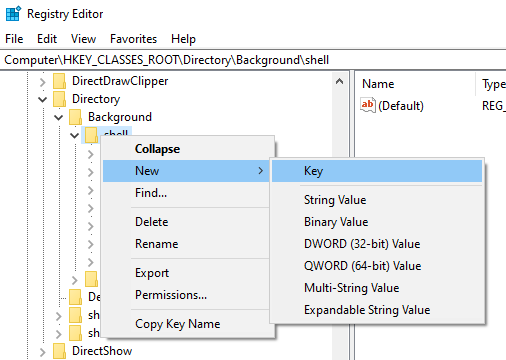 Registry Editor
File Edit View Favorites Help
Computer\HKEY_CLASSES_ROOT\Directory\Background\shell
DirectDrawClipper
Directory
Background
shell
Name Type
(Default) REG_
Collapse
New
Find...
Delete
Rename
Export
Permissions...
Copy Key Name
Key
String Value
Binary Value
DWORD (32-bit) Value
QWORD (64-bit) Value
Multi-String Value
Expandable String Value
De
sh
sh
DirectShow